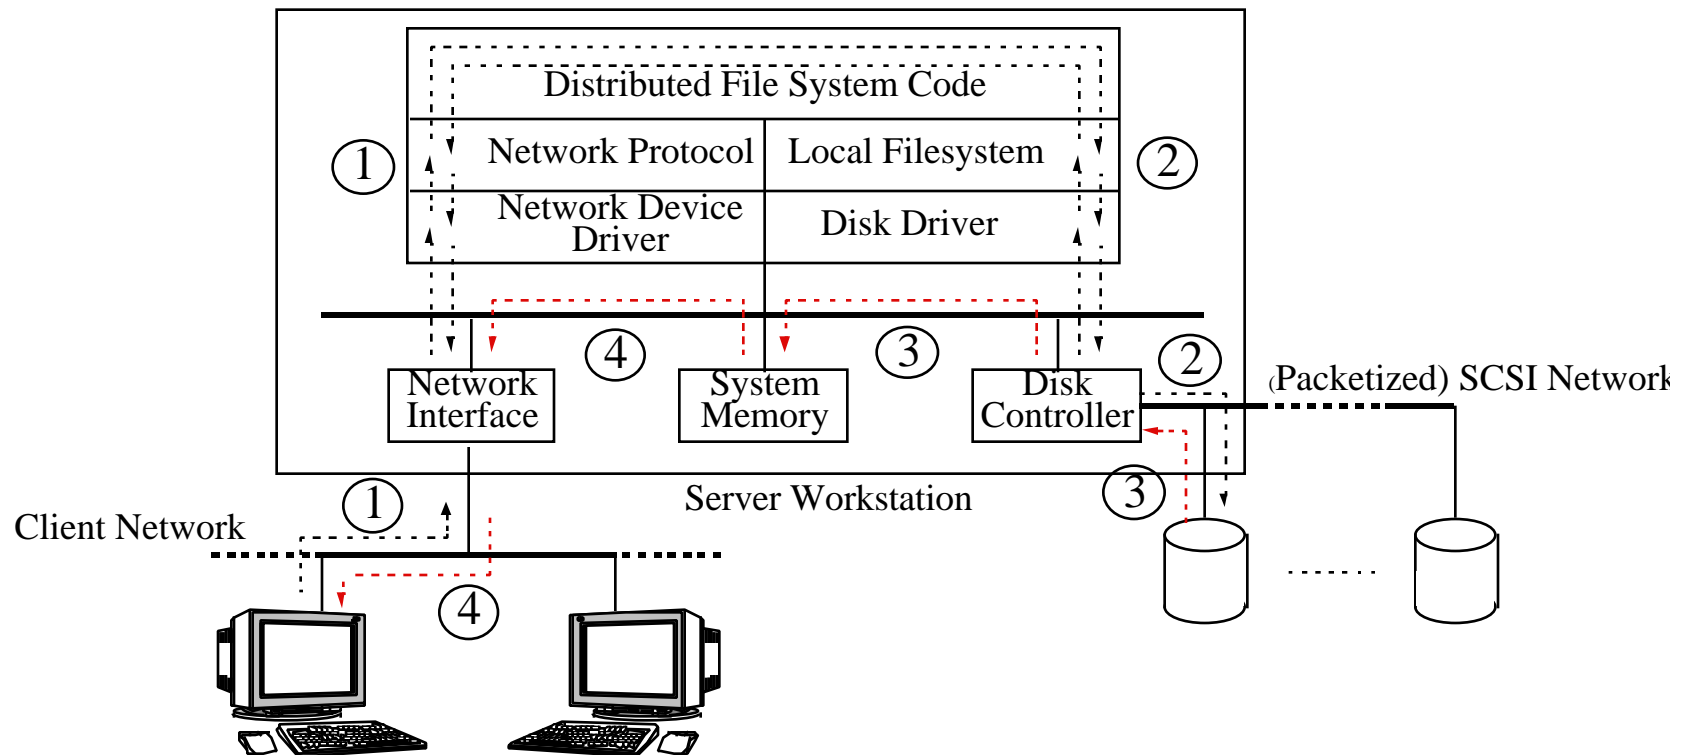 Distributed File System Code
1
Network Protocol
Local Filesystem
2
Network Device
Driver
Disk Driver
4
3
2
Network
Interface
System
Memory
Disk
Controller
(Packetized) SCSI Network
1
Server Workstation
3
Client Network
4